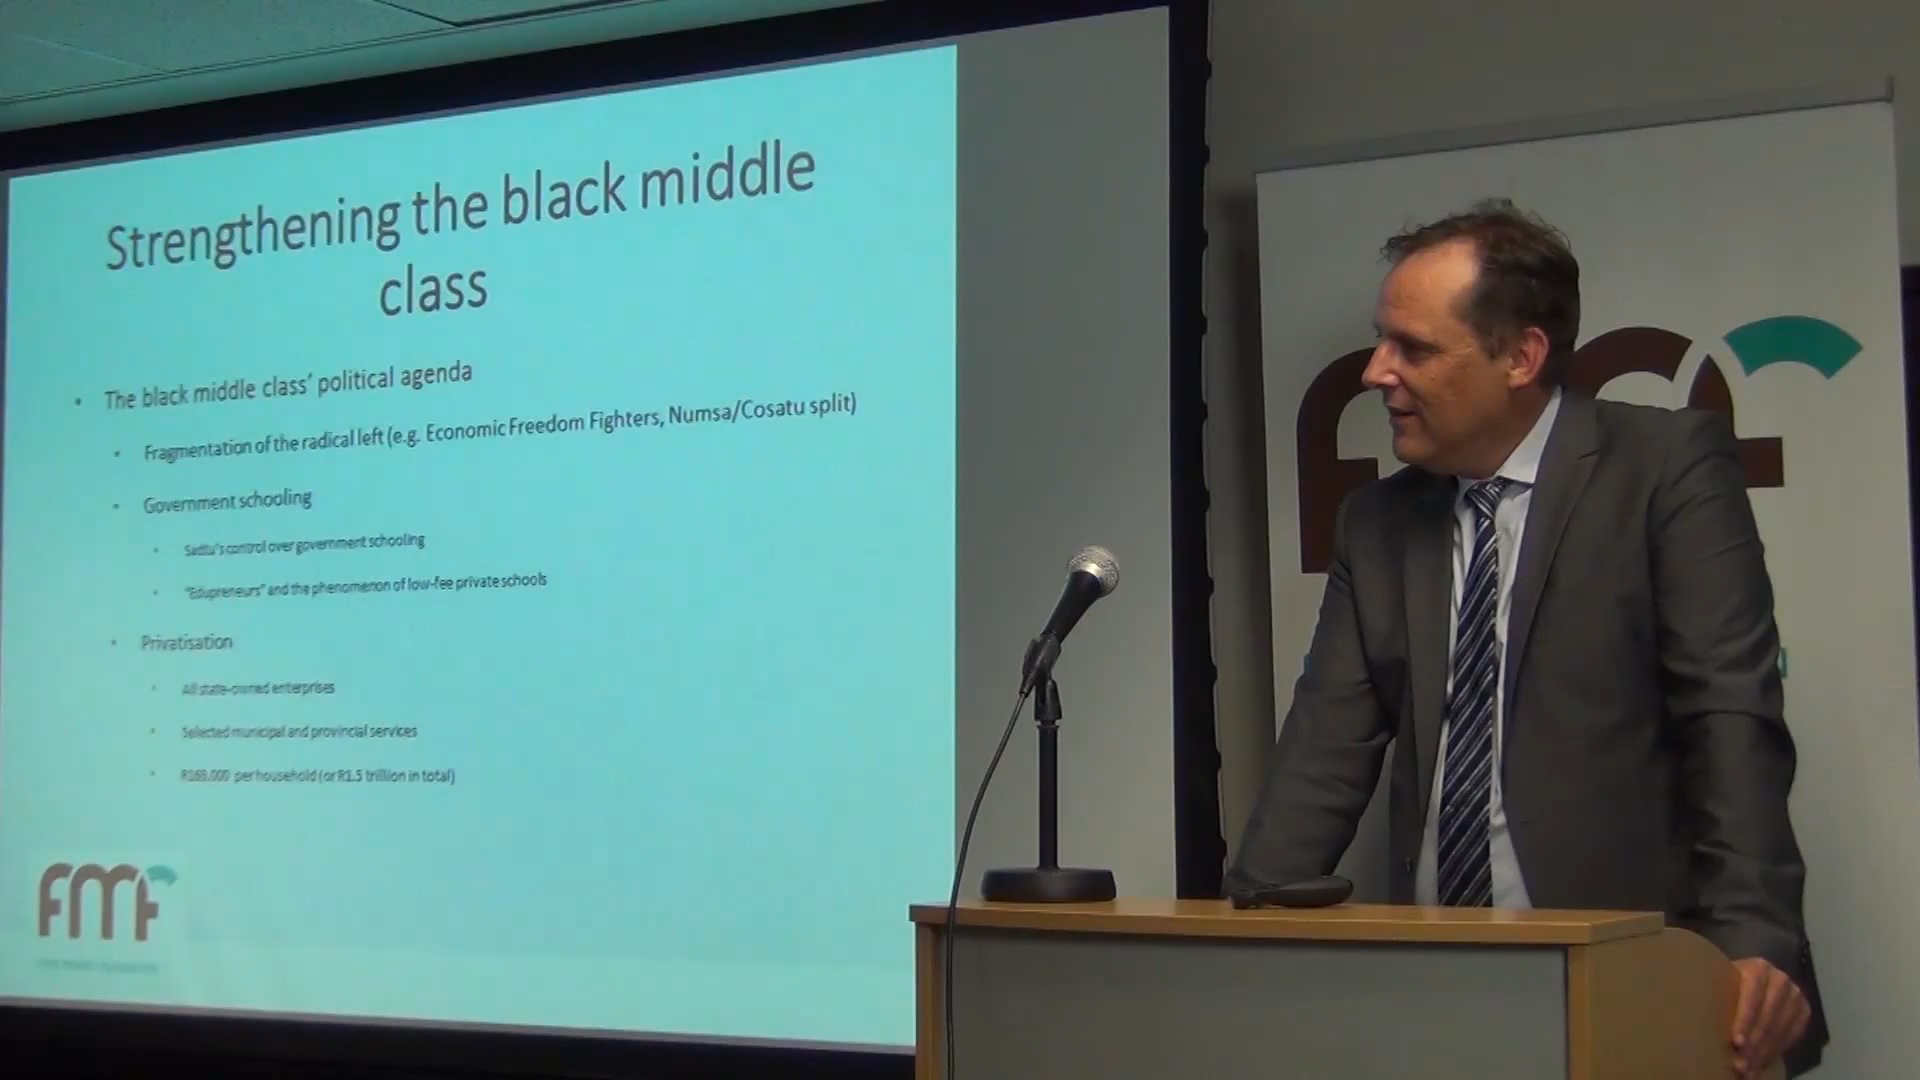 Strengthening the black middle
class
• The black middle class' political agenda
• Fragmentation of the radical left (e.g. Economic Freedom Fighters, Numsa/Cosatu split)
• Government schooling
• Sadtu's control over government schooling
• "Edupreneurs" and the phenomenon of low-fee private schools
• Privatisation
• All state-owned enterprises
• Selected municipal and provincial services
• R169,000 per household (or R1.5 trillion in total)
FMF